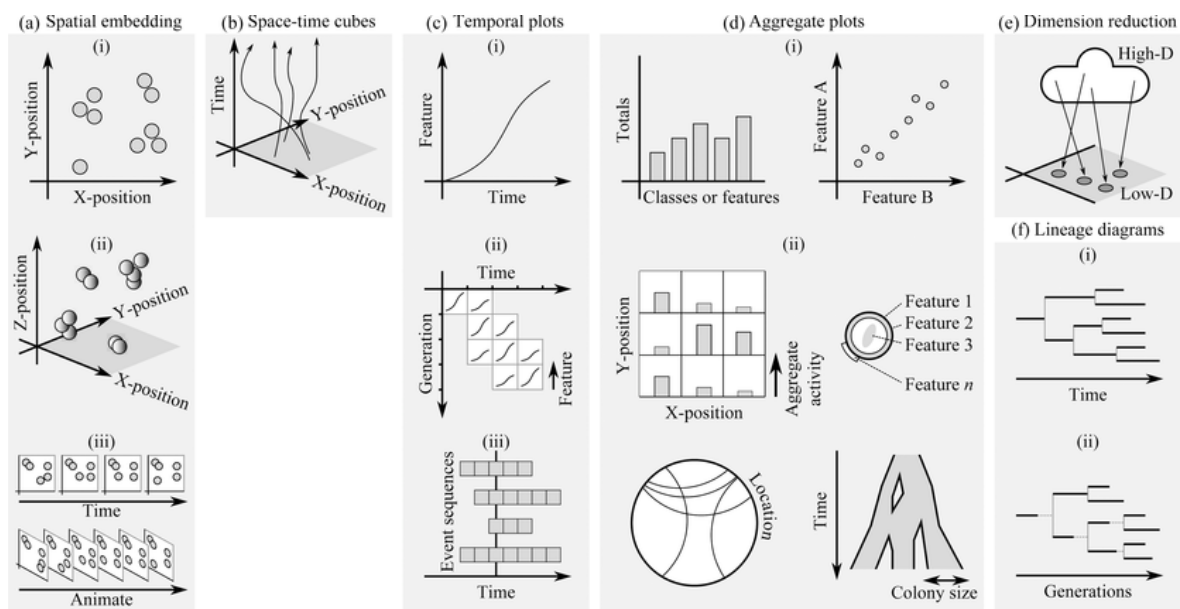 (a) Spatial embedding
(i)
Y-position
X-position
(ii)
Z-position
Y-position
X-position
(iii)
Time
Animate
(b) Space-time cubes
Time
Y-position
X-position
(c) Temporal plots
(i)
Feature
Time
(ii)
Time
Generation
Feature
(iii)
Event sequences
Time
(d) Aggregate plots
(i)
Totals
Classes or features
Feature A
Feature B
(ii)
Y-position
X-position
Aggregate
activity
Feature 1
Feature 2
Feature 3
Feature n
Location
Time
Colony size
(e) Dimension reduction
High-D
Low-D
(f) Lineage diagrams
(i)
Time
(ii)
Generations